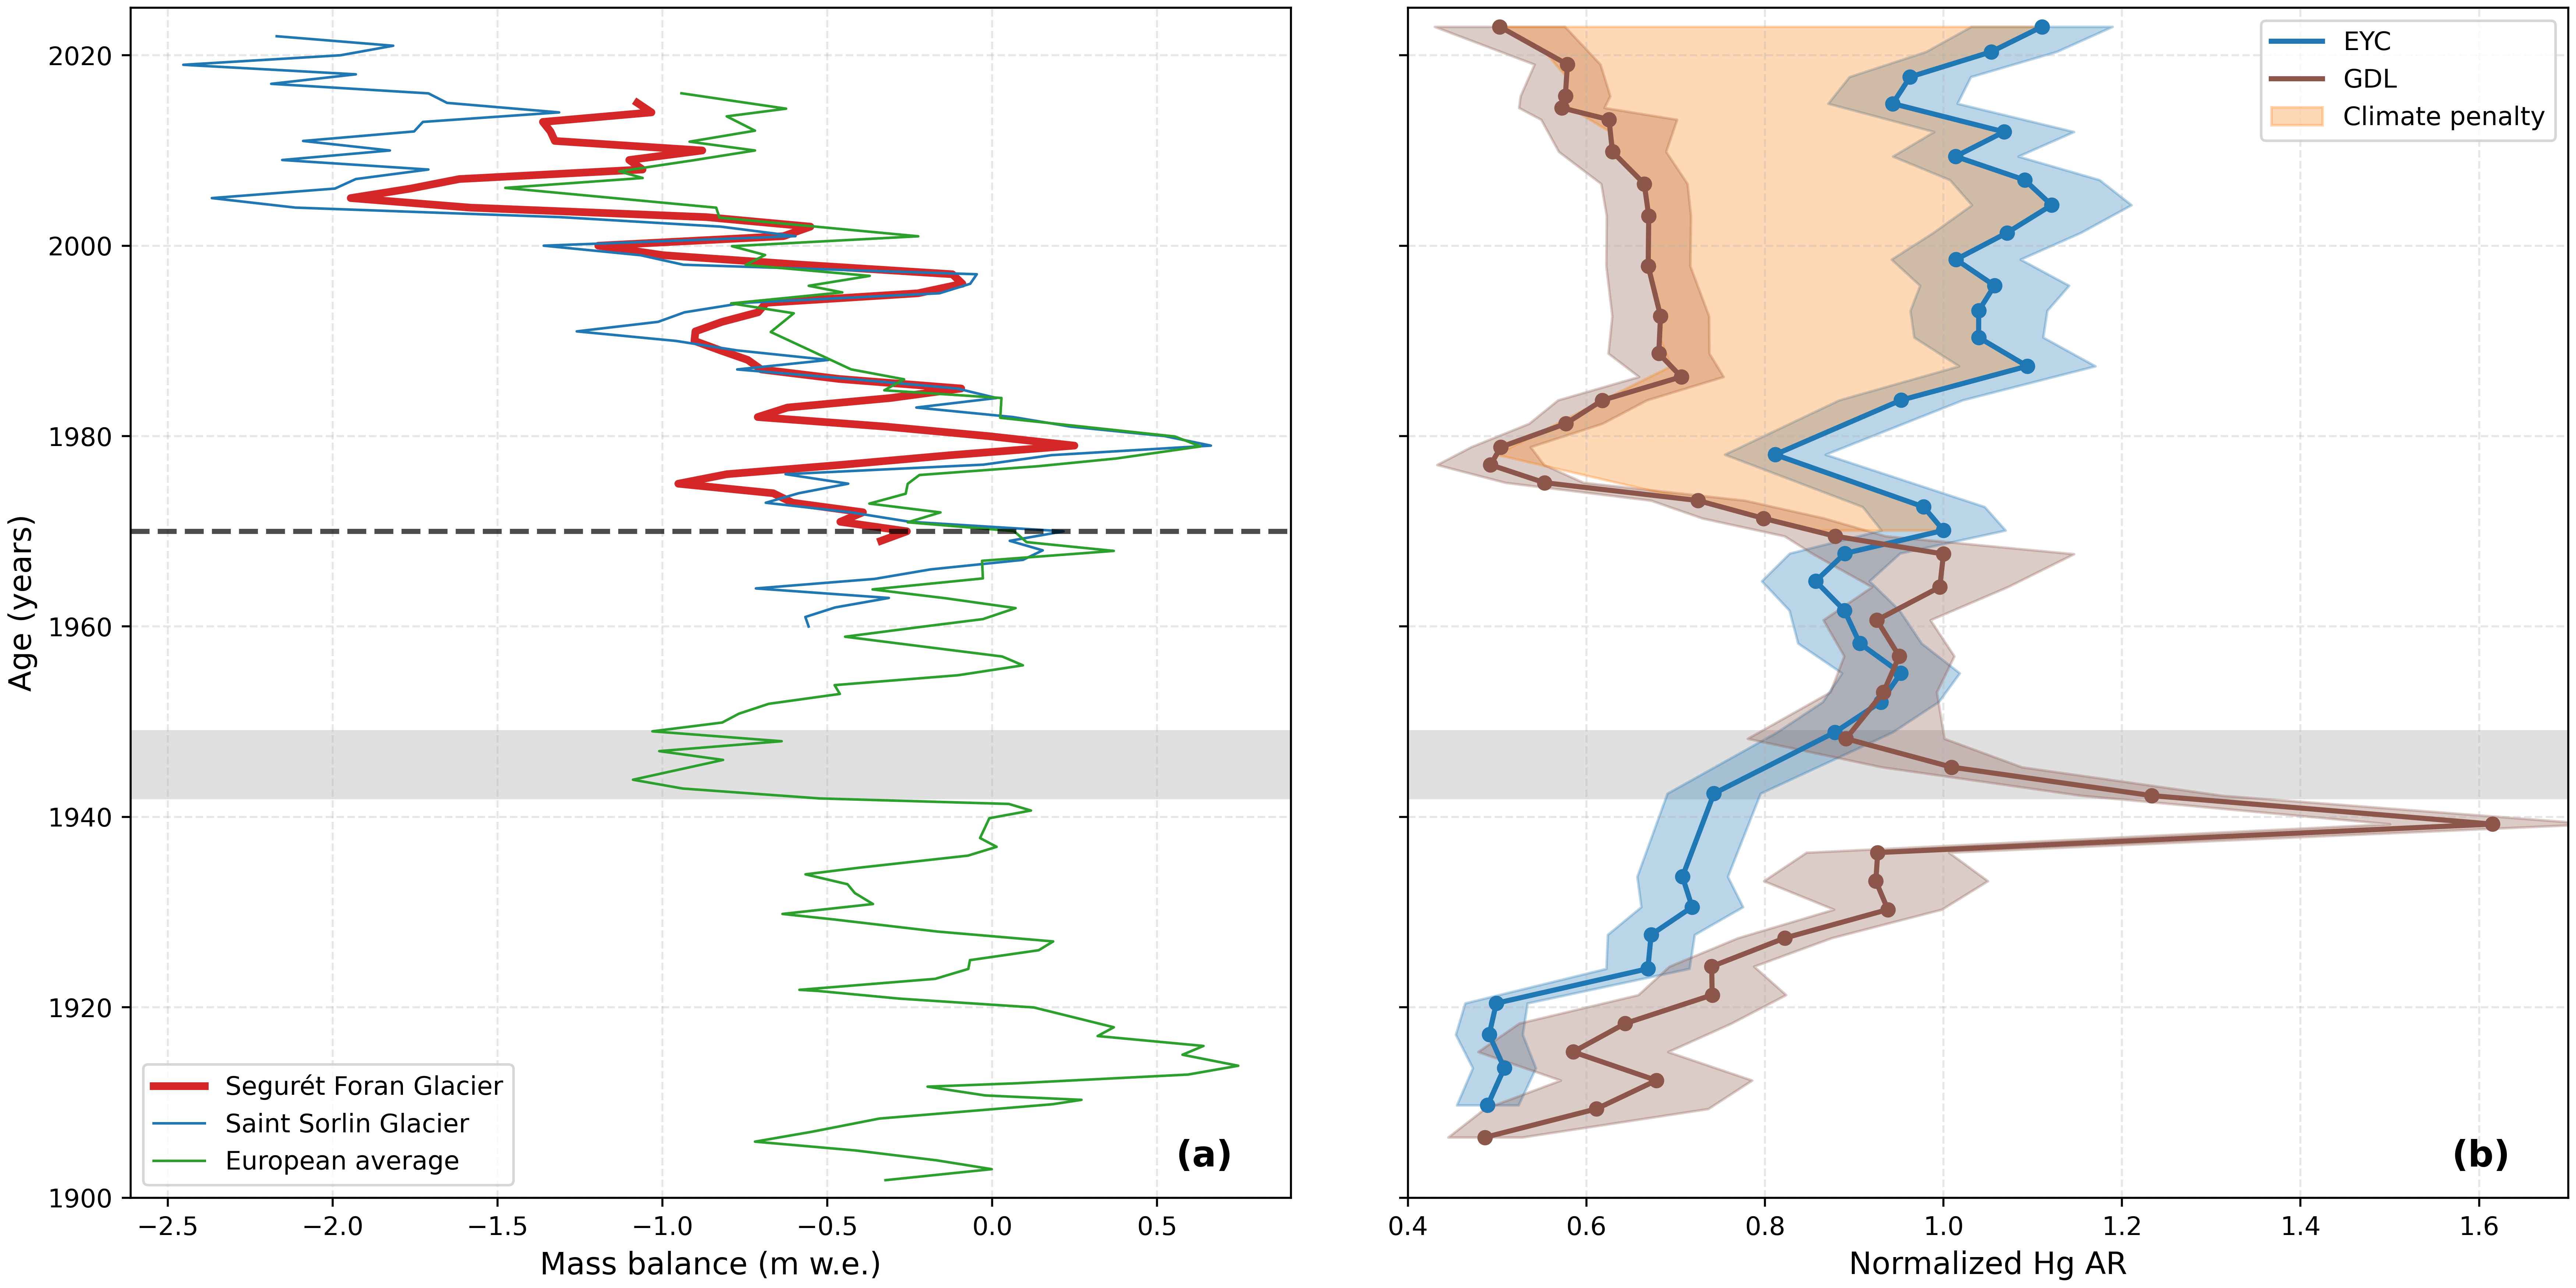 2020
2000
1980
1960
1940
1920
1900
Age (years)
−2.5
−2.0
−1.5
−1.0
−0.5
0.0
0.5
Mass balance (m w.e.)
Segurét Foran Glacier
Saint Sorlin Glacier
European average
(a)
EYC
GDL
Climate penalty
(b)
0.4
0.6
0.8
1.0
1.2
1.4
1.6
Normalized Hg AR